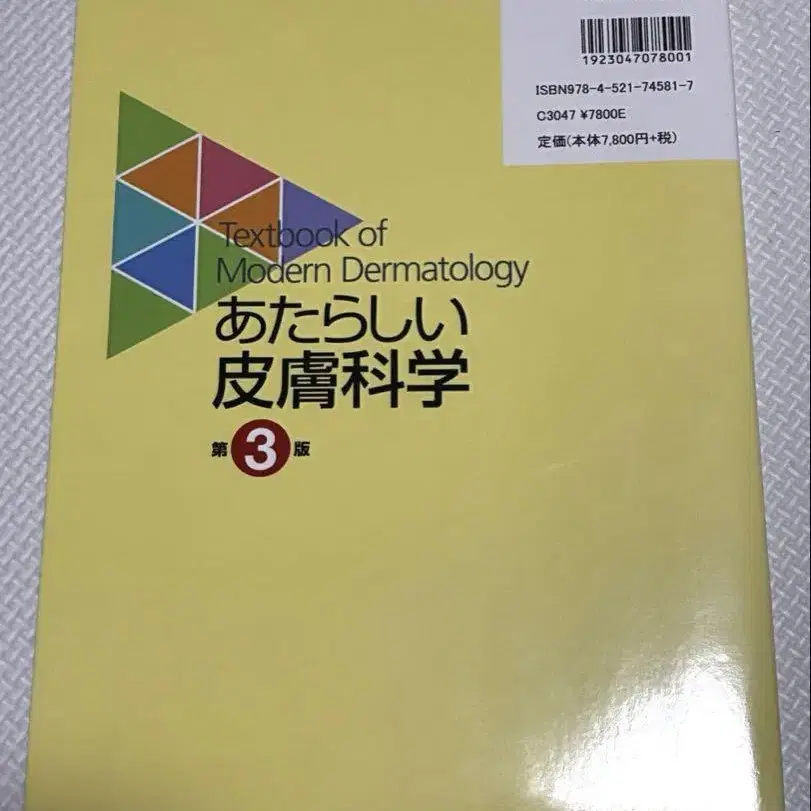 1923047078001
ISBN978-4-521-74581-7
C3047 ¥7800E
定価(本体7,800円+税)
Textbook of
Modern Dermatology
あたらしい
皮膚科学
第3版